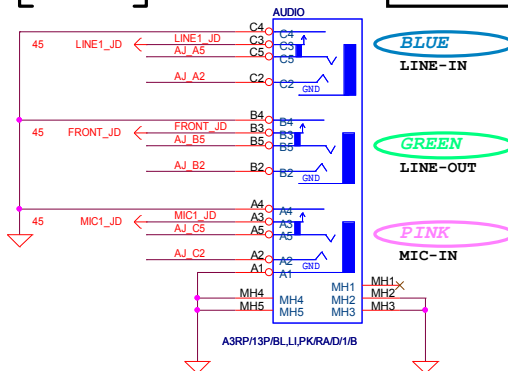 AUDIO
C4 C4
45 LINE1_JD LINE1_JD C3 C3
AJ_A5 C5 C5
BLUE
LINE-IN
AJ_A2 C2 C2
GND
B4 B4
45 FRONT_JD FRONT_JD B3 B3
AJ_B5 B5 B5
GREEN
LINE-OUT
AJ_B2 B2 B2
GND
A4 A4
45 MIC1_JD MIC1_JD A3 A3
AJ_C5 A5 A5
PINK
MIC-IN
AJ_C2 A2 A2
GND
A1 A1
MH1 MH1
MH4 MH4 MH2 MH2
MH5 MH5 MH3 MH3
A3RP/13P/BL,LI,PK/RA/D/1/B